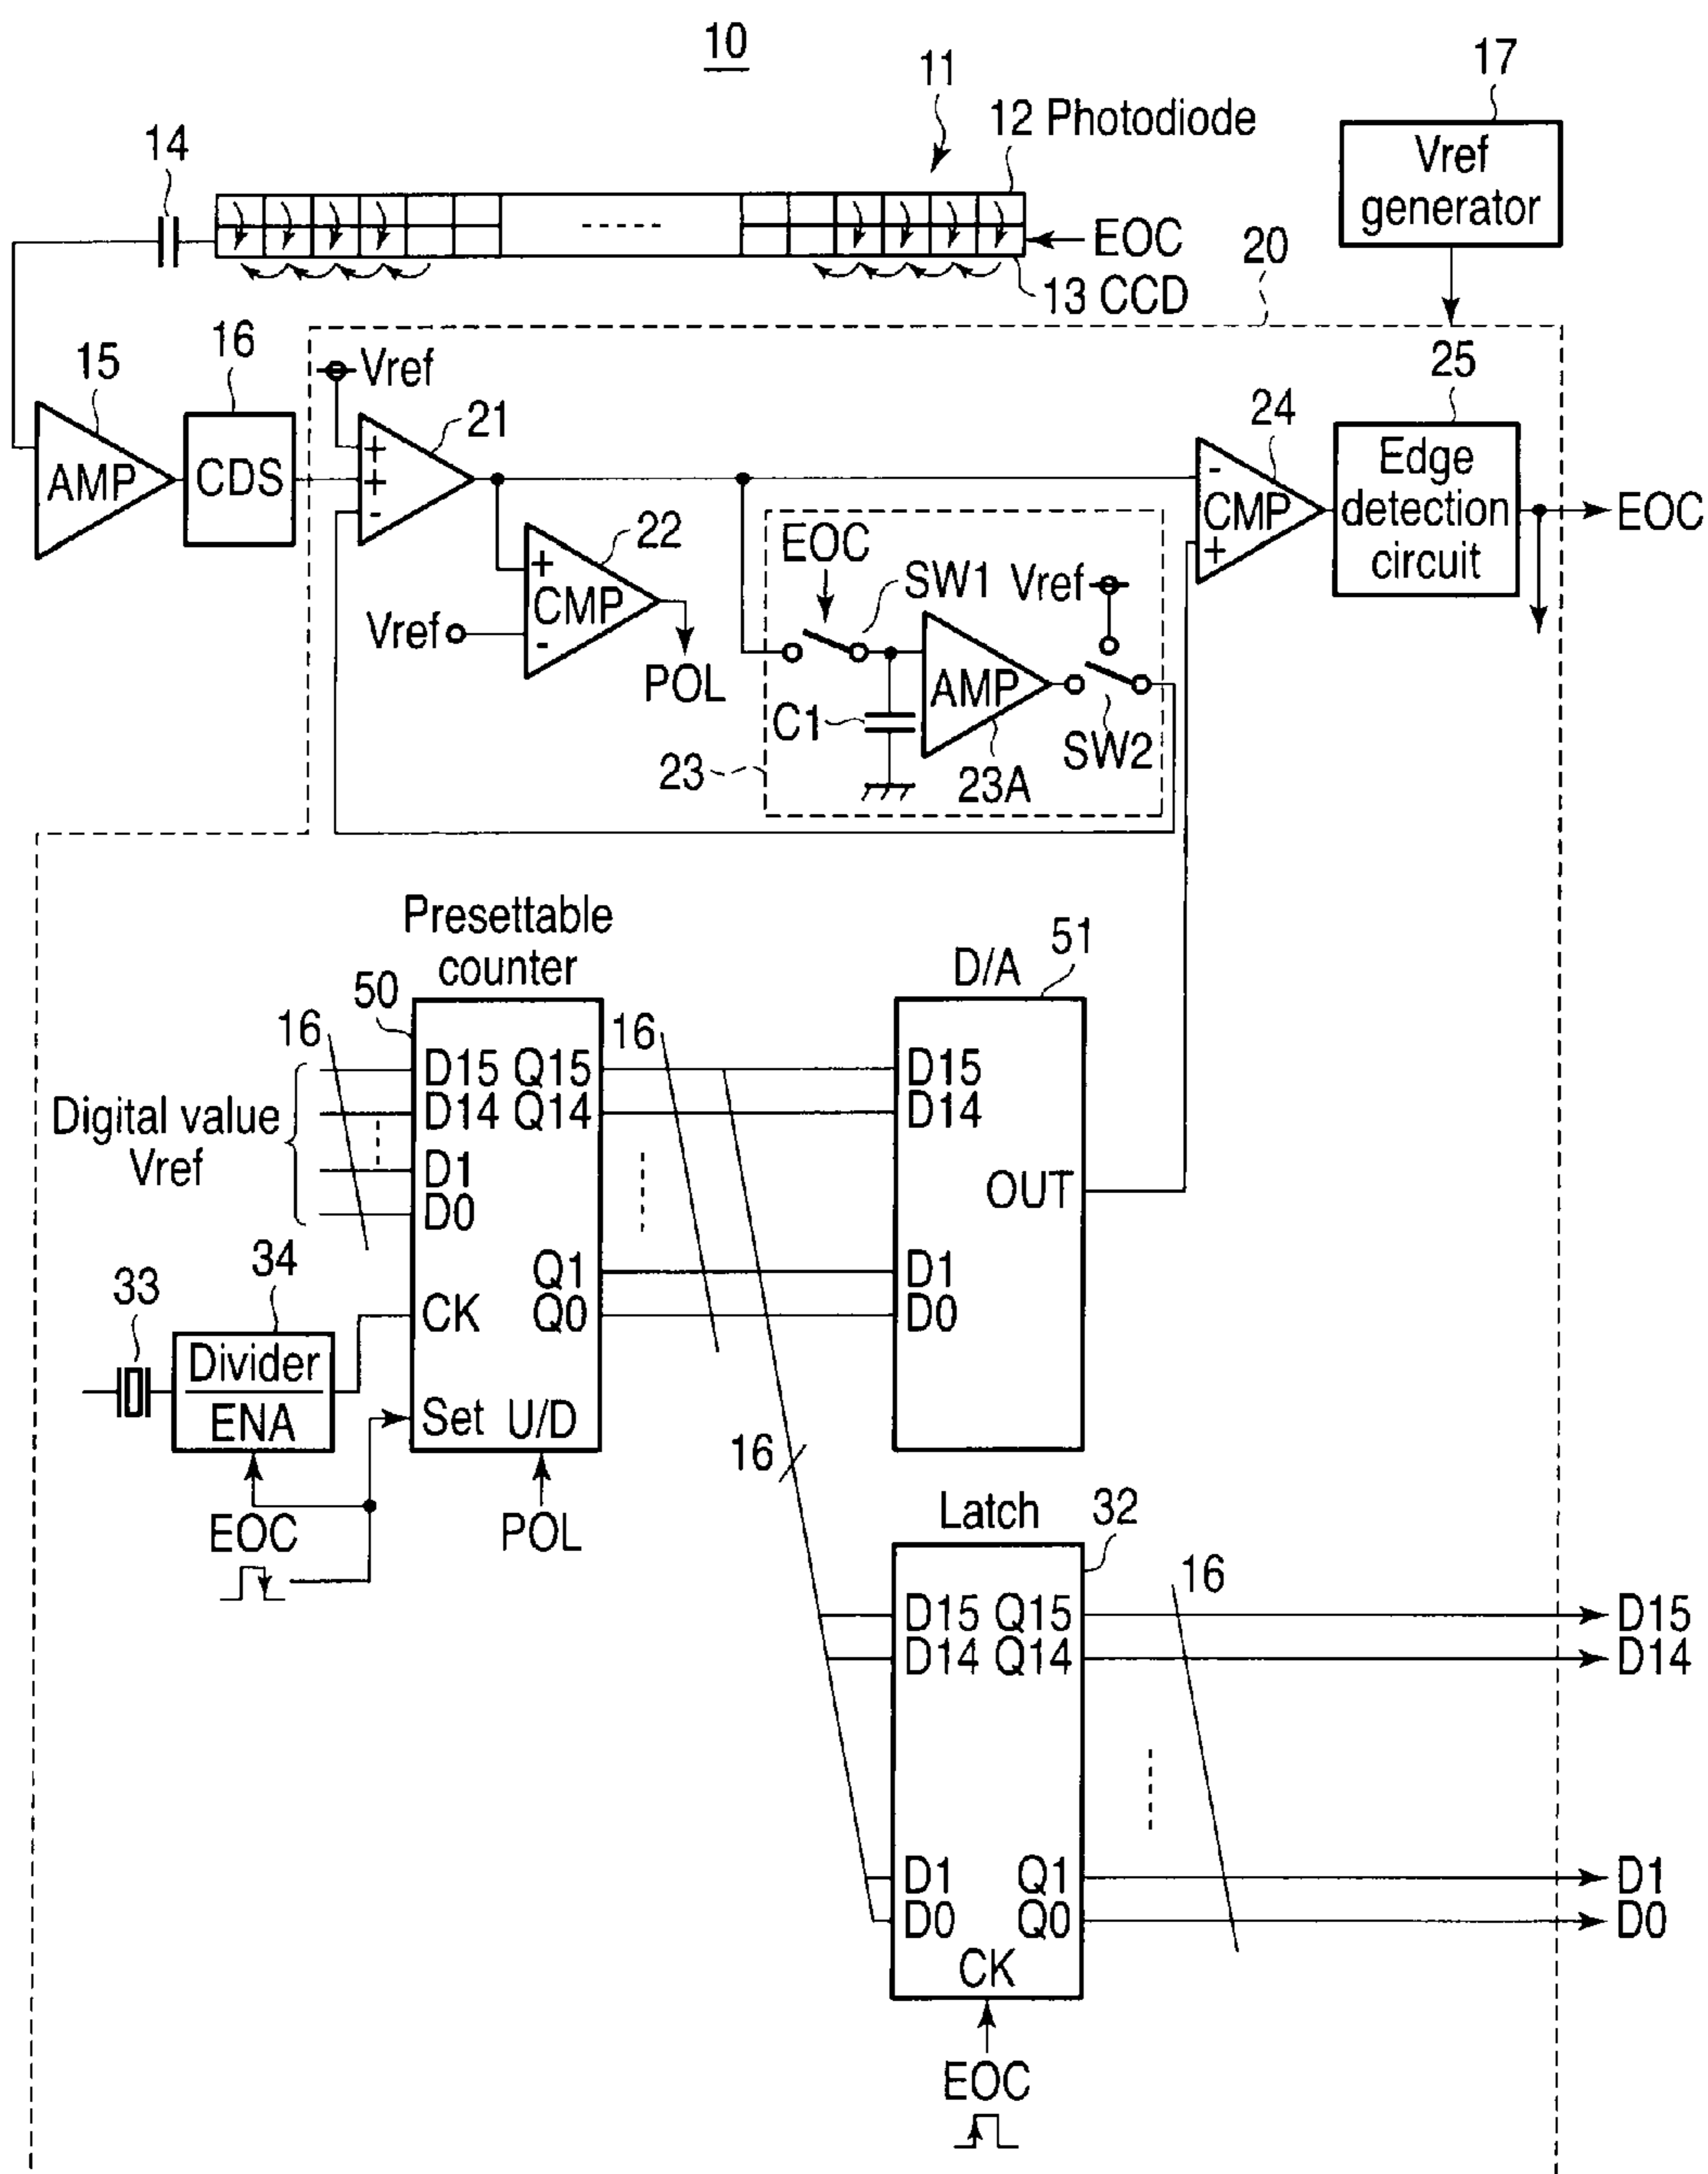 10
11
17
12 Photodiode
14
Vref
generator
EOC
20
13 CCD
16
15
25
Vref
21
24
AMP
CDS
+
+
-
-
CMP
+
Edge
detection
circuit
EOC
22
EOC
SW1
Vref
+
CMP
-
Vref
POL
AMP
C1
SW2
23
23A
Presettable
counter
50
D/A
51
16
16
D15 Q15
D15
D14 Q14
D14
Digital value
Vref
D1
D0
OUT
34
33
Q1
D1
CK Q0
D0
Divider
ENA
Set U/D
16
EOC
POL
Latch
32
16
D15 Q15
D15
D14 Q14
D14
D1 Q1
D1
D0 Q0
D0
CK
EOC